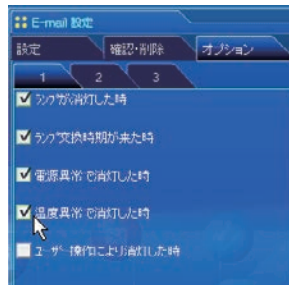 E-mail 設定
設定 確認・削除 オプション
1 2 3
ランプが消灯した時
ランプ交換時期が来た時
電源異常で消灯した時
温度異常で消灯した時
ユーザー操作により消灯した時